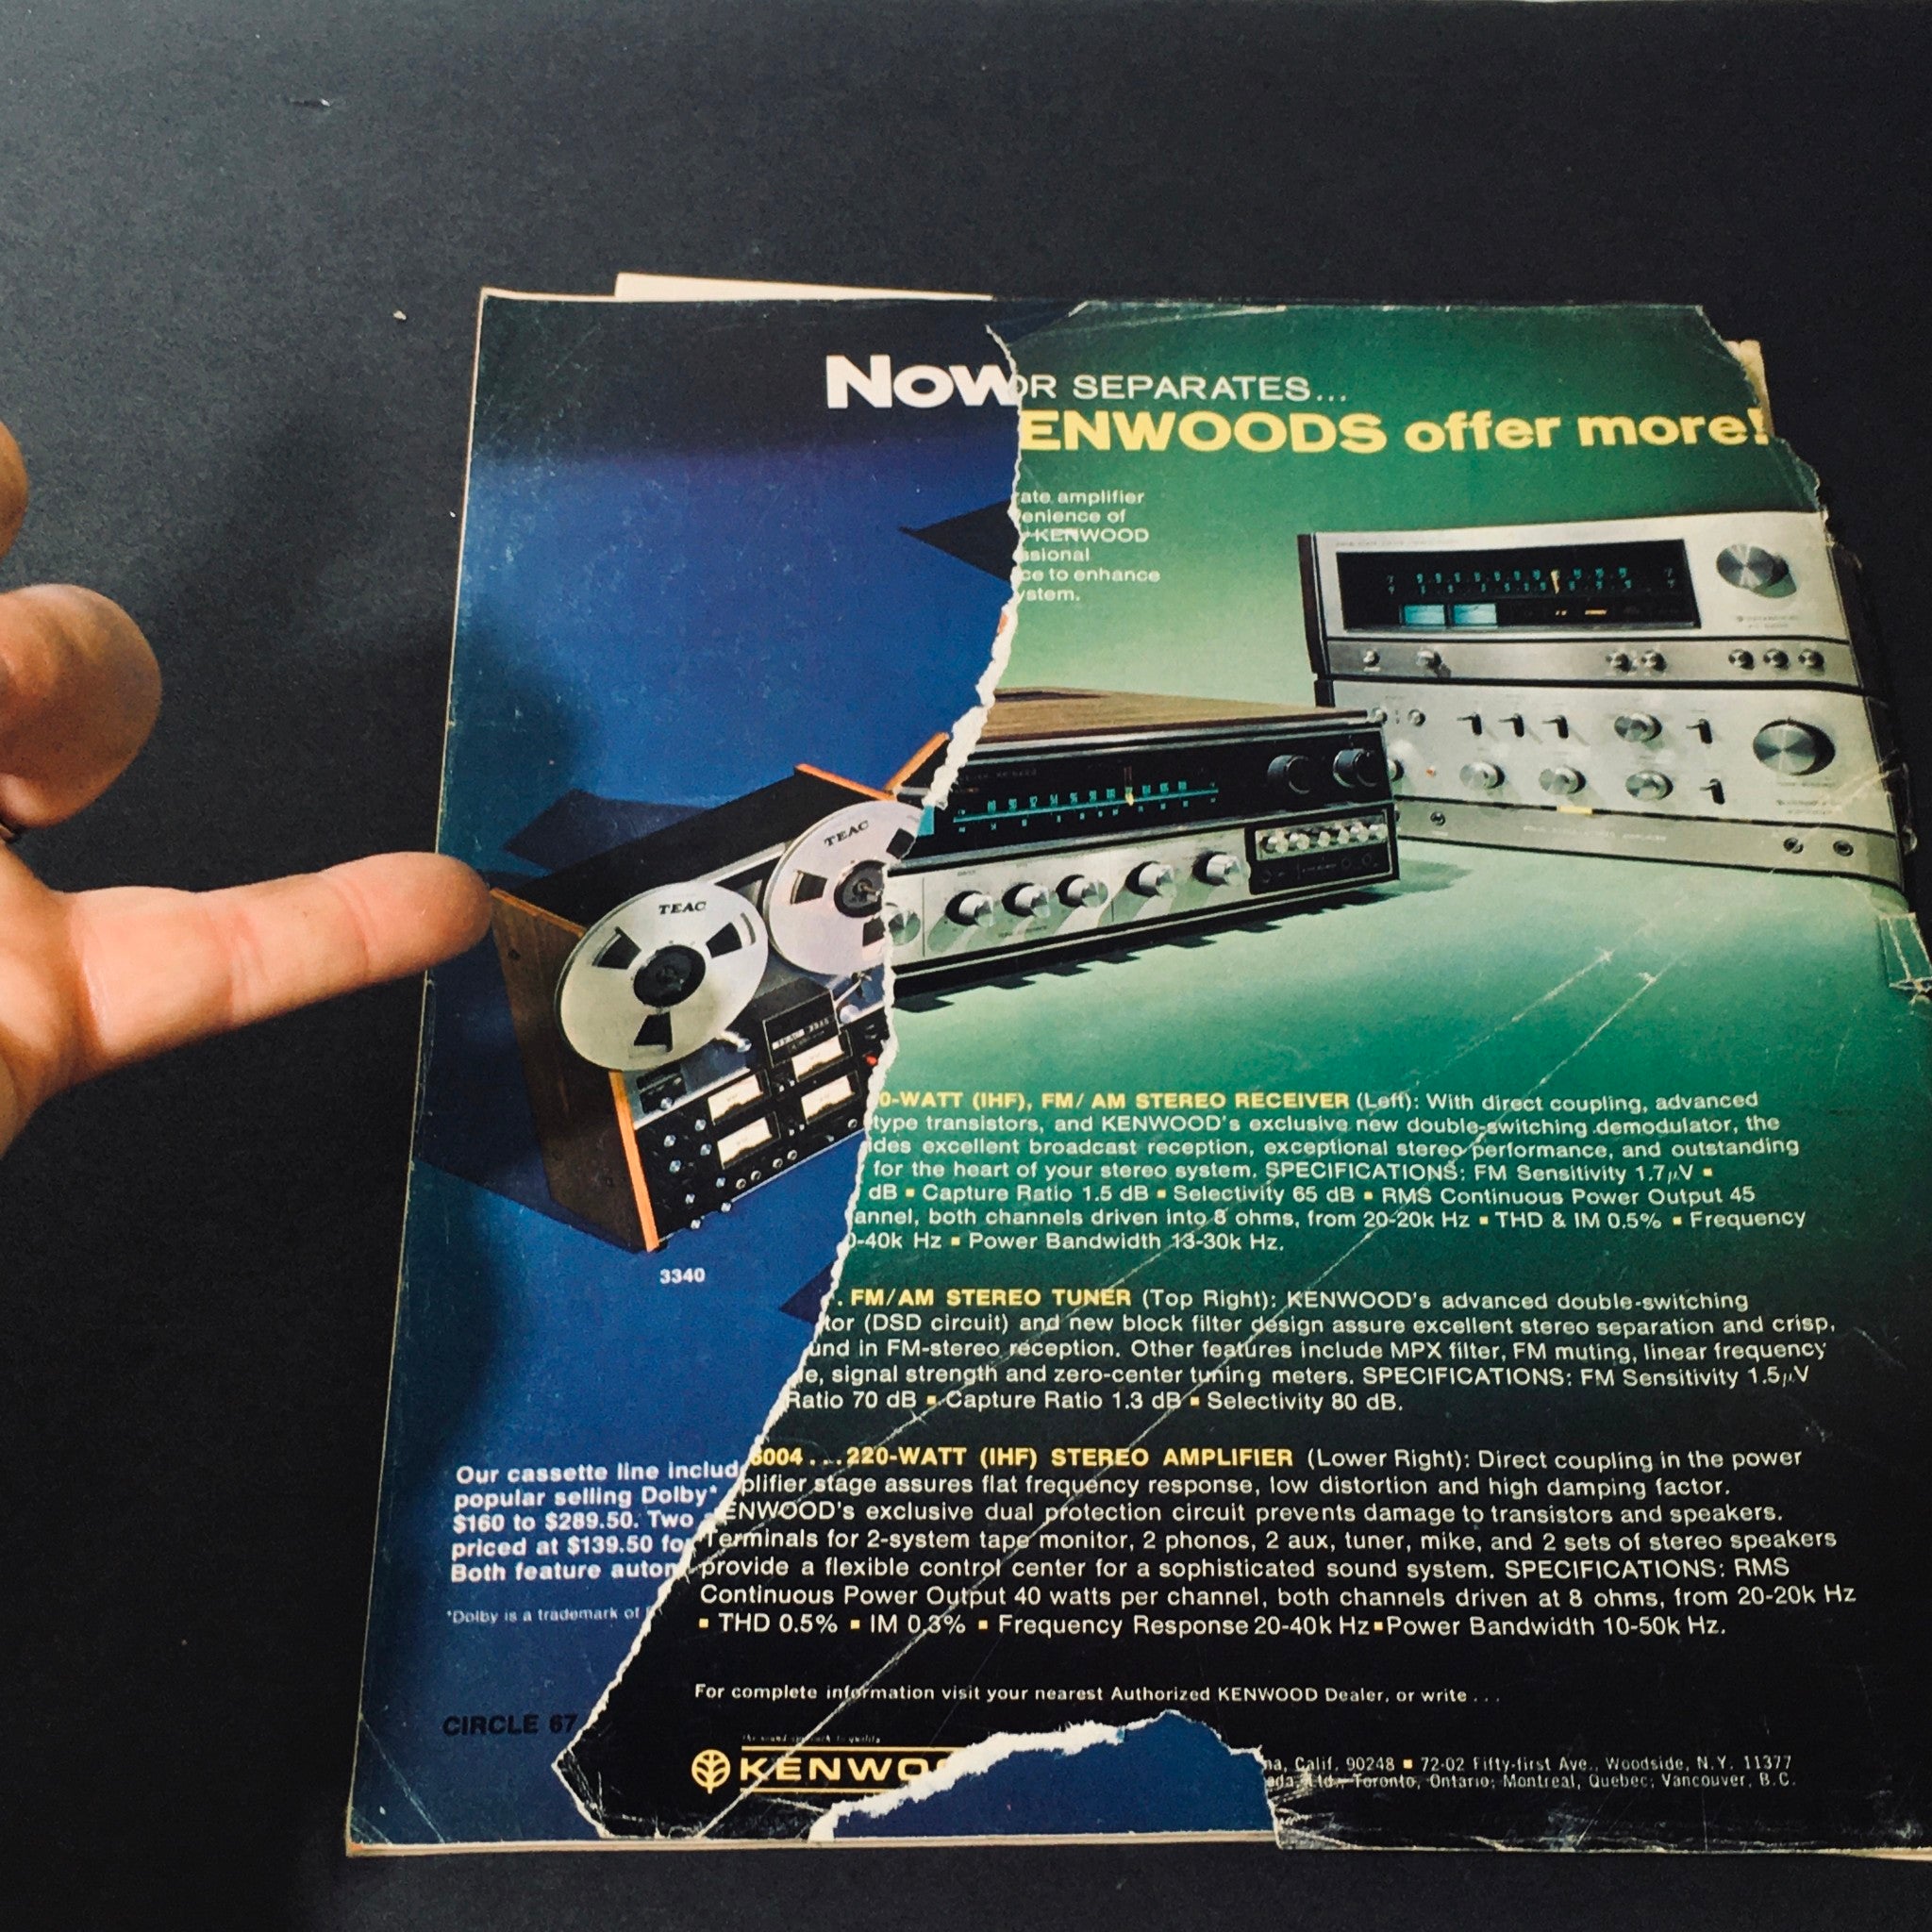 Now
OR SEPARATES...
ENWOODS offer more!
ate amplifier
enience of
KENWOOD
ssional
ce to enhance
ystem.
TEAC
TEAC
3340
0-WATT (IHF), FM/AM STEREO RECEIVER (Left): With direct coupling, advanced
type transistors, and KENWOOD's exclusive new double-switching demodulator, the
ides excellent broadcast reception, exceptional stereo performance, and outstanding
for the heart of your stereo system. SPECIFICATIONS: FM Sensitivity 1.7μV ▪
dB ▪ Capture Ratio 1.5 dB ▪ Selectivity 65 dB ▪ RMS Continuous Power Output 45
annel, both channels driven into 8 ohms, from 20-20k Hz ▪ THD & IM 0.5% ▪ Frequency
0-40k Hz ▪ Power Bandwidth 13-30k Hz.
. FM/AM STEREO TUNER (Top Right): KENWOOD's advanced double-switching
tor (DSD circuit) and new block filter design assure excellent stereo separation and crisp,
und in FM-stereo reception. Other features include MPX filter, FM muting, linear frequency
le, signal strength and zero-center tuning meters. SPECIFICATIONS: FM Sensitivity 1.5μV
Ratio 70 dB ▪ Capture Ratio 1.3 dB ▪ Selectivity 80 dB.
6004...220-WATT (IHF) STEREO AMPLIFIER (Lower Right): Direct coupling in the power
plifier stage assures flat frequency response, low distortion and high damping factor.
ENWOOD's exclusive dual protection circuit prevents damage to transistors and speakers.
Terminals for 2-system tape monitor, 2 phonos, 2 aux, tuner, mike, and 2 sets of stereo speakers
provide a flexible control center for a sophisticated sound system. SPECIFICATIONS: RMS
Continuous Power Output 40 watts per channel, both channels driven at 8 ohms, from 20-20k Hz
▪ THD 0.5% ▪ IM 0.3% ▪ Frequency Response 20-40k Hz ▪ Power Bandwidth 10-50k Hz.
Our cassette line includ
popular selling Dolby*
$160 to $289.50. Two
priced at $139.50 for
Both feature autom
*Dolby is a trademark of
CIRCLE 67
For complete information visit your nearest Authorized KENWOOD Dealer, or write...
the sound approach to quality
KENWOO
na, Calif. 90248 ▪ 72-02 Fifty-first Ave., Woodside, N.Y. 11377
ada, Ltd., Toronto, Ontario; Montreal, Quebec; Vancouver, B.C.